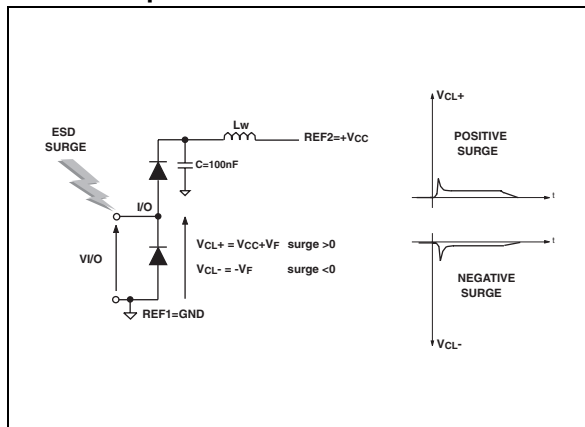 ESD
SURGE
Lw
REF2=+VCC
C=100nF
I/O
VI/O
VCL+ = VCC+VF surge >0
VCL- = -VF surge <0
REF1=GND
VCL+
POSITIVE
SURGE
t
t
NEGATIVE
SURGE
VCL-